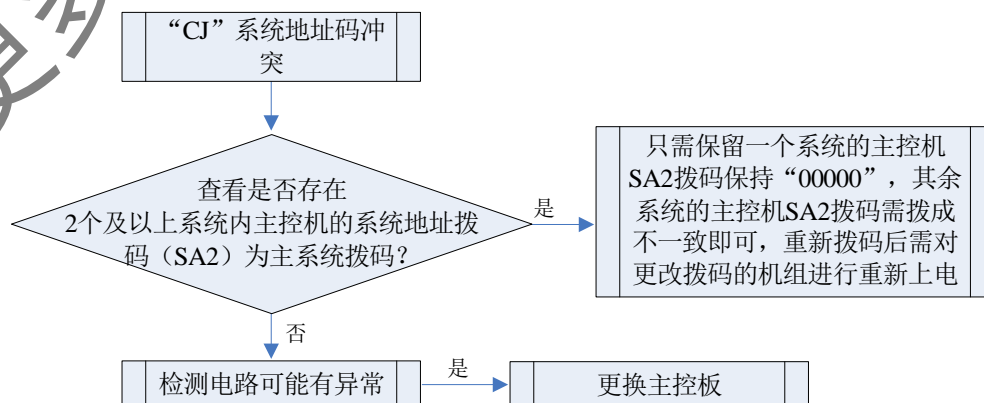 “CJ”系统地址码冲
突
查看是否存在
2个及以上系统内主控机的系统地址拨
码（SA2）为主系统拨码？
是
只需保留一个系统的主控机
SA2拨码保持“00000”，其余
系统的主控机SA2拨码需拨成
不一致即可，重新拨码后需对
更改拨码的机组进行重新上电
否
检测电路可能有异常
是
更换主控板